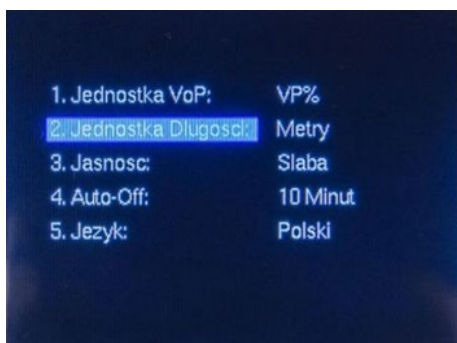 1. Jednostka VoP: VP%
2. Jednostka Dlugosci: Metry
3. Jasnosc: Slaba
4. Auto-Off: 10 Minut
5. Jezyk: Polski